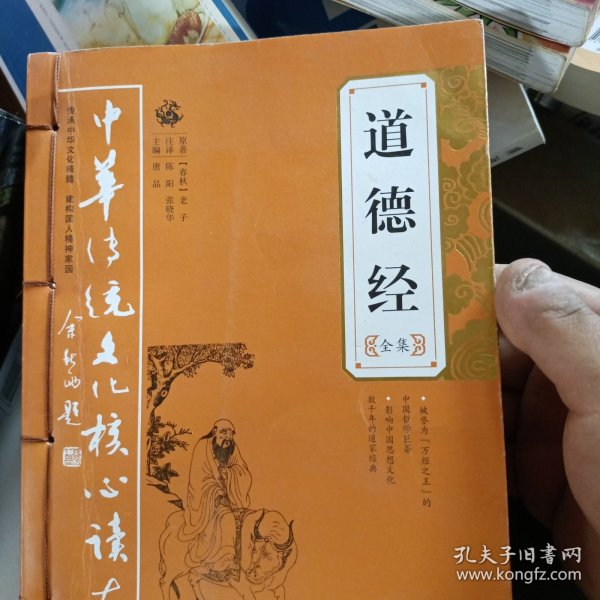 道德经
全集
• 被誉为“万经之王”的
中国哲学巨著
• 影响中国思想文化
数千年的道家经典
原著 【春秋】老 子
注译 陈 阳 张晓华
主编 唐 品
中华传统文化核心读本
余秋雨题
传承中华文化精髓 建构国人精神家园
孔夫子旧书网
www.kongfz.com